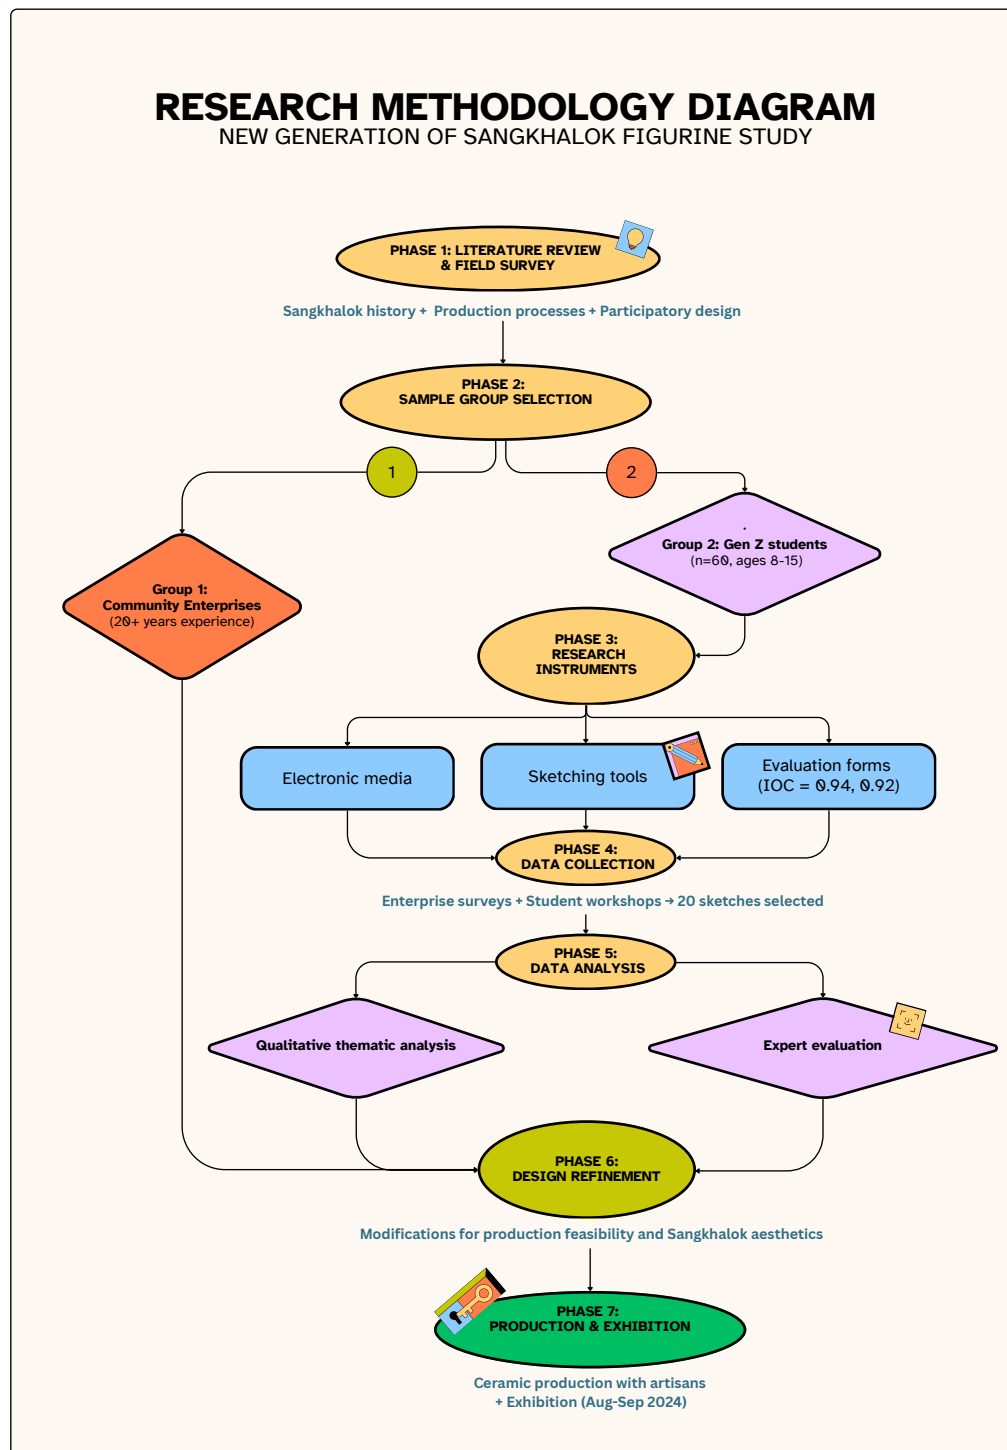 RESEARCH METHODOLOGY DIAGRAM
NEW GENERATION OF SANGKHALOK FIGURINE STUDY
PHASE 1: LITERATURE REVIEW
& FIELD SURVEY
Sangkhalok history + Production processes + Participatory design
PHASE 2:
SAMPLE GROUP SELECTION
1
2
Group 1:
Community Enterprises
(20+ years experience)
Group 2: Gen Z students
(n=60, ages 8-15)
PHASE 3:
RESEARCH
INSTRUMENTS
Electronic media
Sketching tools
Evaluation forms
(IOC = 0.94, 0.92)
PHASE 4:
DATA COLLECTION
Enterprise surveys + Student workshops → 20 sketches selected
PHASE 5:
DATA ANALYSIS
Qualitative thematic analysis
Expert evaluation
PHASE 6:
DESIGN REFINEMENT
Modifications for production feasibility and Sangkhalok aesthetics
PHASE 7:
PRODUCTION & EXHIBITION
Ceramic production with artisans
+ Exhibition (Aug-Sep 2024)